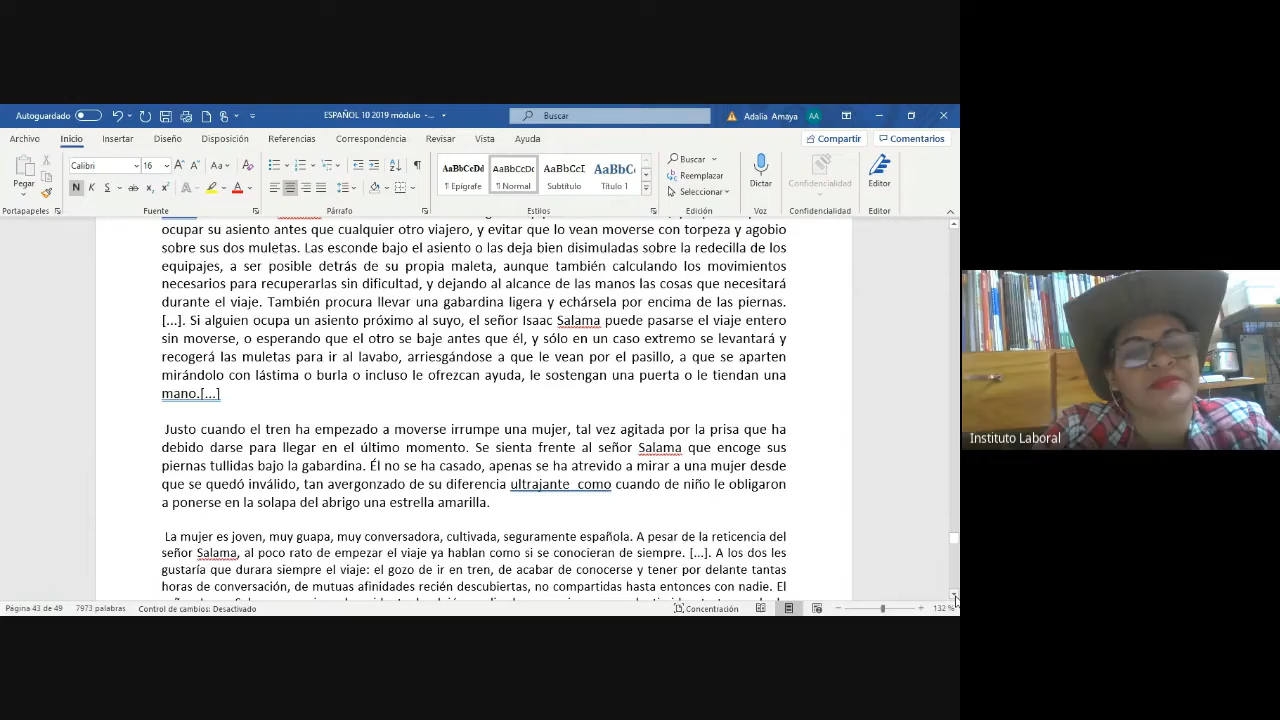 Autoguardado
ESPAÑOL 10 2019 módulo -...
Buscar
Adalia Amaya
AA
Archivo Inicio Insertar Diseño Disposición Referencias Correspondencia Revisar Vista Ayuda
Compartir Comentarios
Pegar
Calibri 16
N K S ab x₂ x²
AaBbCcDd AaBbCcDc AaBbCcD AaBbC
¶ Epígrafe ¶ Normal Subtítulo Título 1
Buscar
Reemplazar
Seleccionar
Dictar
Confidencialidad
Editor
Portapapeles Fuente Párrafo Estilos Edición Voz Confidencialidad Editor
ocupar su asiento antes que cualquier otro viajero, y evitar que lo vean moverse con torpeza y agobio
sobre sus dos muletas. Las esconde bajo el asiento o las deja bien disimuladas sobre la redecilla de los
equipajes, a ser posible detrás de su propia maleta, aunque también calculando los movimientos
necesarios para recuperarlas sin dificultad, y dejando al alcance de las manos las cosas que necesitará
durante el viaje. También procura llevar una gabardina ligera y echársela por encima de las piernas.
[...]. Si alguien ocupa un asiento próximo al suyo, el señor Isaac Salama puede pasarse el viaje entero
sin moverse, o esperando que el otro se baje antes que él, y sólo en un caso extremo se levantará y
recogerá las muletas para ir al lavabo, arriesgándose a que le vean por el pasillo, a que se aparten
mirándolo con lástima o burla o incluso le ofrezcan ayuda, le sostengan una puerta o le tiendan una
mano.[...]
Justo cuando el tren ha empezado a moverse irrumpe una mujer, tal vez agitada por la prisa que ha
debido darse para llegar en el último momento. Se sienta frente al señor Salama que encoge sus
piernas tullidas bajo la gabardina. Él no se ha casado, apenas se ha atrevido a mirar a una mujer desde
que se quedó inválido, tan avergonzado de su diferencia ultrajante como cuando de niño le obligaron
a ponerse en la solapa del abrigo una estrella amarilla.
La mujer es joven, muy guapa, muy conversadora, cultivada, seguramente española. A pesar de la reticencia del
señor Salama, al poco rato de empezar el viaje ya hablan como si se conocieran de siempre. [...]. A los dos les
gustaría que durara siempre el viaje: el gozo de ir en tren, de acabar de conocerse y tener por delante tantas
horas de conversación, de mutuas afinidades recién descubiertas, no compartidas hasta entonces con nadie. El
Página 43 de 49 7973 palabras Control de cambios: Desactivado
Concentración
132 %
Instituto Laboral